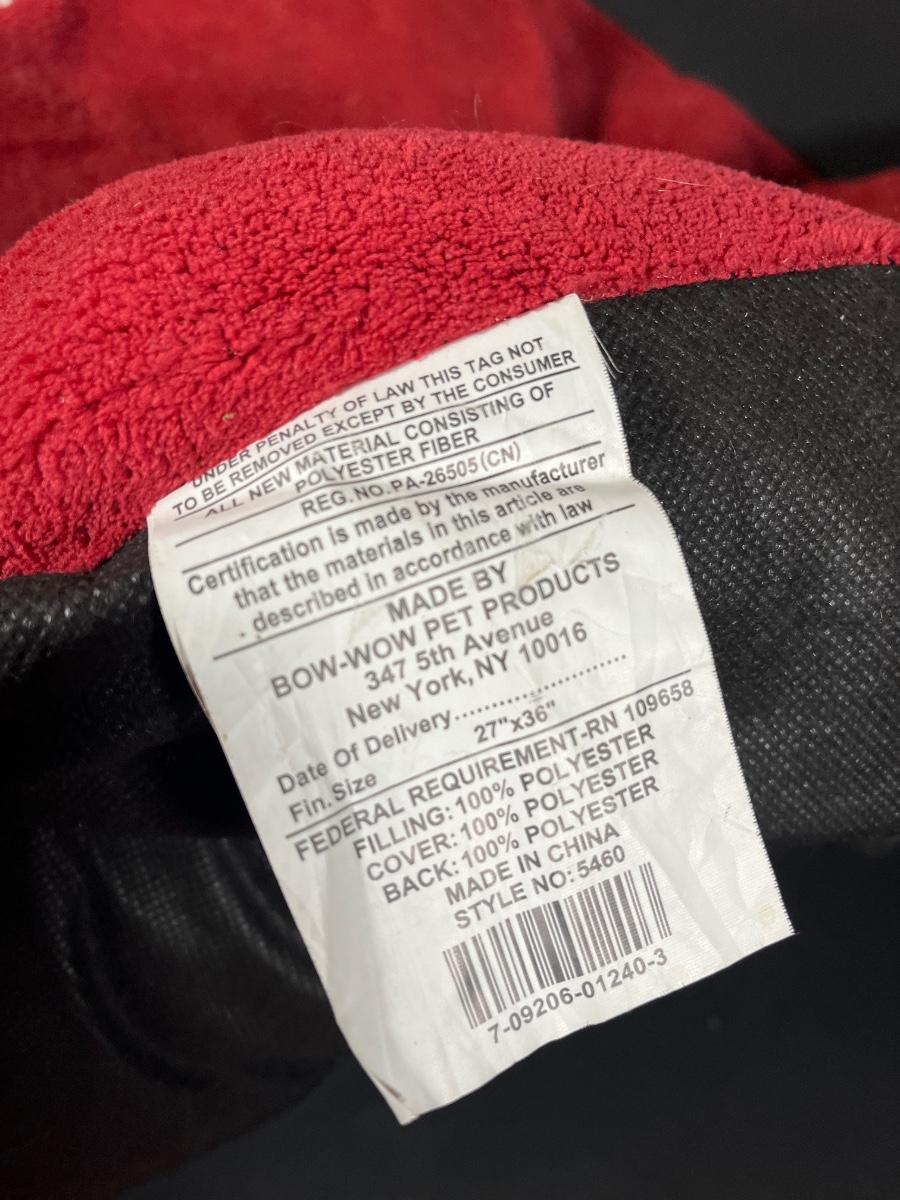 UNDER PENALTY OF LAW THIS TAG NOT
TO BE REMOVED EXCEPT BY THE CONSUMER
ALL NEW MATERIAL CONSISTING OF
POLYESTER FIBER
REG.NO.PA-26505(CN)
Certification is made by the manufacturer
that the materials in this article are
described in accordance with law
MADE BY
BOW-WOW PET PRODUCTS
347 5th Avenue
New York,NY 10016
Date Of Delivery........................
Fin.Size 27"x36"
FEDERAL REQUIREMENT-RN 109658
FILLING:100% POLYESTER
COVER:100% POLYESTER
BACK:100% POLYESTER
MADE IN CHINA
STYLE NO:5460
7-09206-01240-3